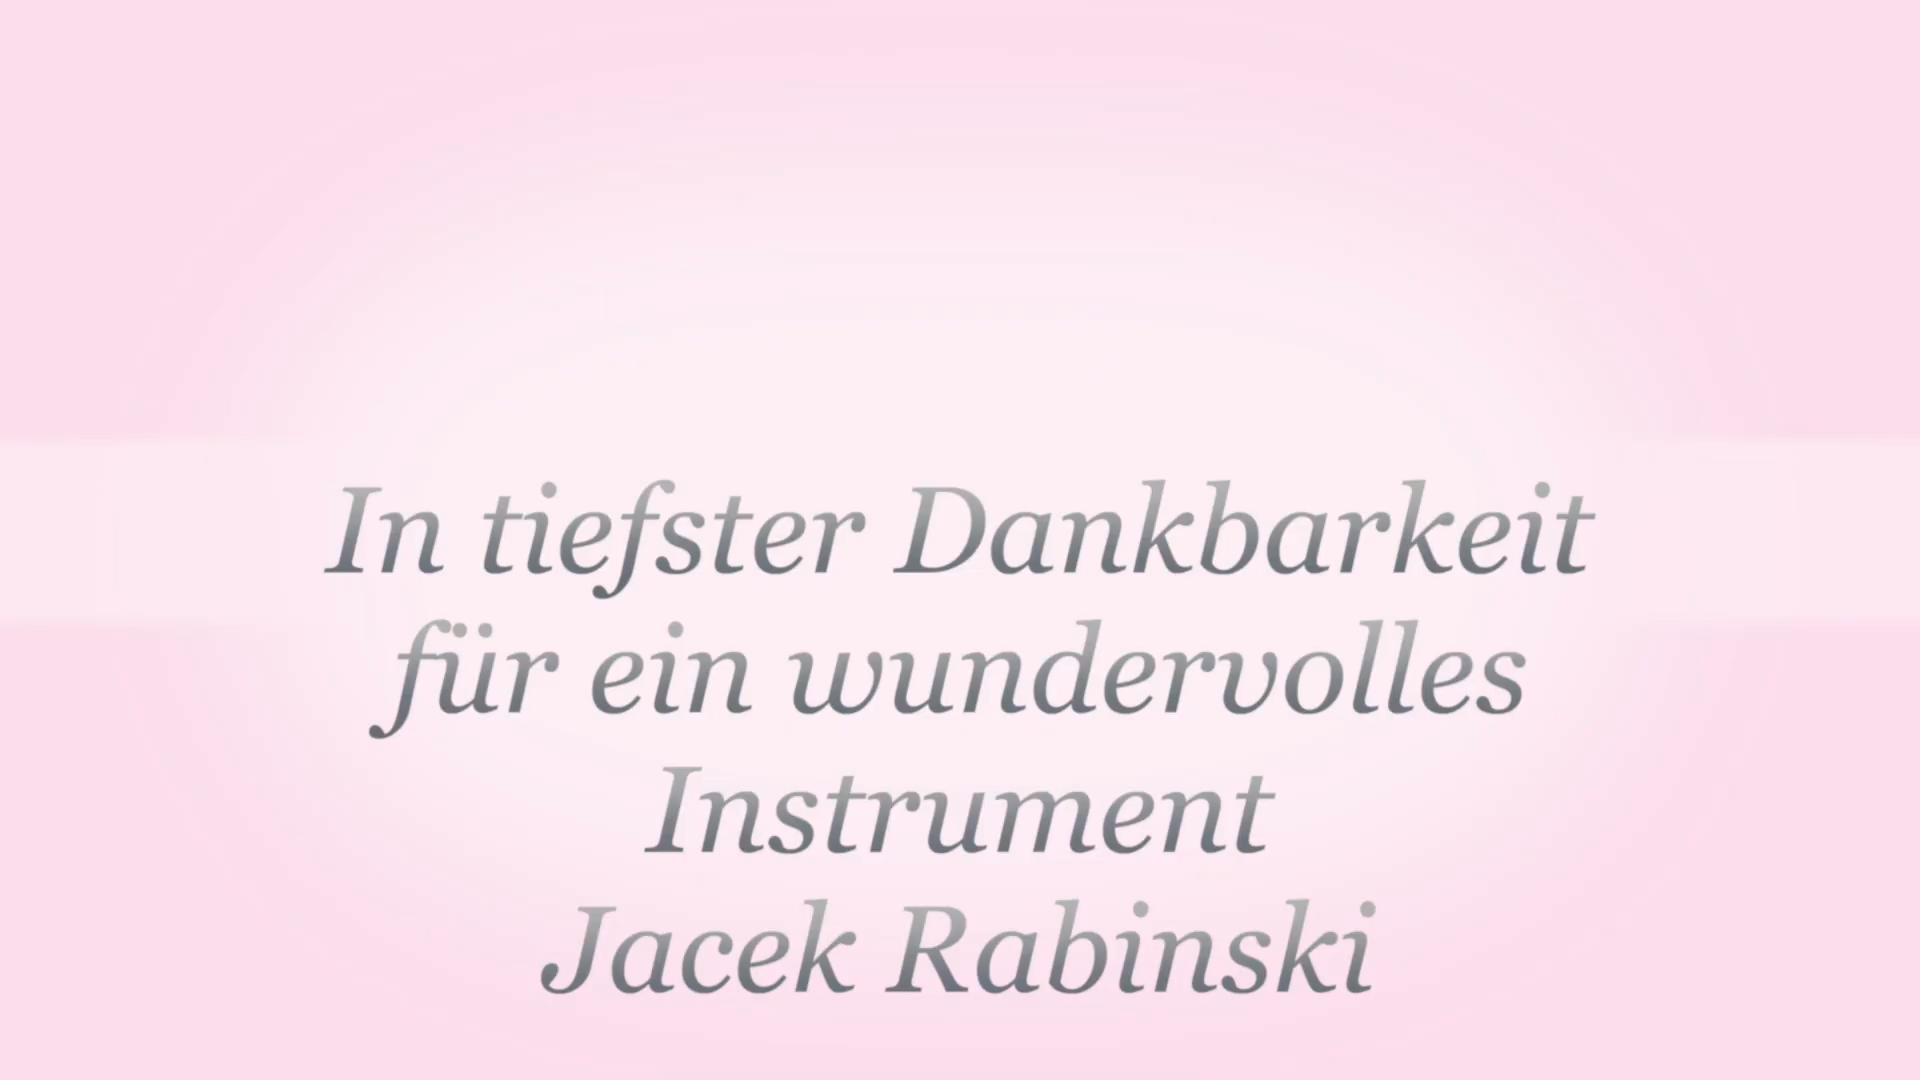 In tiefster Dankbarkeit
für ein wundervolles
Instrument
Jacek Rabinski